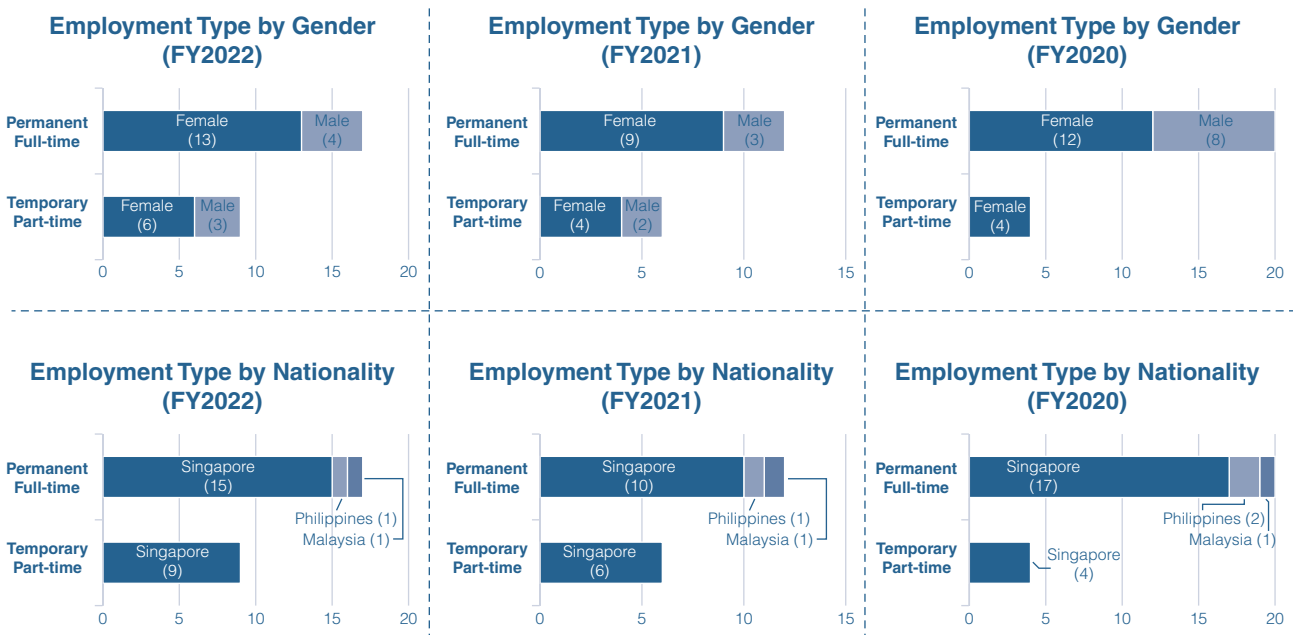 Employment Type by Gender
(FY2022)
Permanent
Full-time
Female
(13)
Male
(4)
Temporary
Part-time
Female
(6)
Male
(3)
0 5 10 15 20
Employment Type by Gender
(FY2021)
Permanent
Full-time
Female
(9)
Male
(3)
Temporary
Part-time
Female
(4)
Male
(2)
0 5 10 15
Employment Type by Gender
(FY2020)
Permanent
Full-time
Female
(12)
Male
(8)
Temporary
Part-time
Female
(4)
0 5 10 15 20
Employment Type by Nationality
(FY2022)
Permanent
Full-time
Singapore
(15)
Philippines (1)
Malaysia (1)
Temporary
Part-time
Singapore
(9)
0 5 10 15 20
Employment Type by Nationality
(FY2021)
Permanent
Full-time
Singapore
(10)
Philippines (1)
Malaysia (1)
Temporary
Part-time
Singapore
(6)
0 5 10 15
Employment Type by Nationality
(FY2020)
Permanent
Full-time
Singapore
(17)
Philippines (2)
Malaysia (1)
Temporary
Part-time
Singapore
(4)
0 5 10 15 20